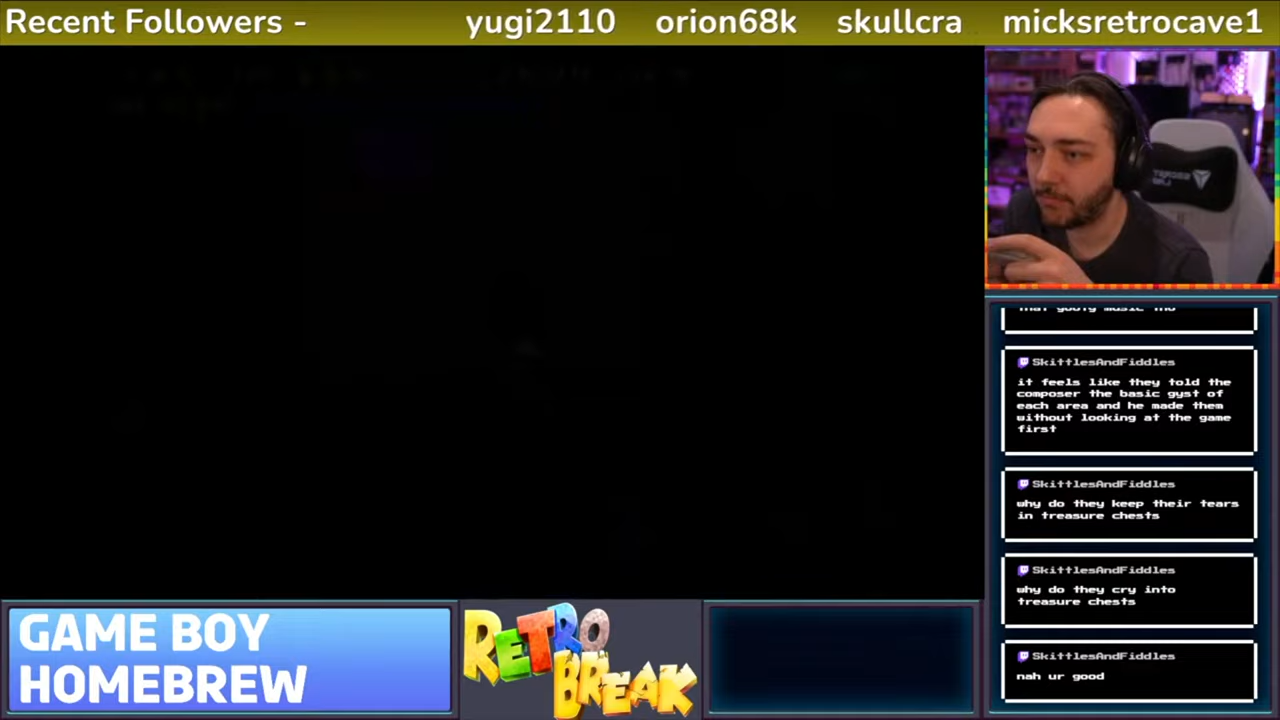 Recent Followers - yugi2110 orion68k skullcra micksretrocave1
SkittlesAndFiddles
it feels like they told the
composer the basic gyst of
each area and he made them
without looking at the game
first
SkittlesAndFiddles
why do they keep their tears
in treasure chests
SkittlesAndFiddles
why do they cry into
treasure chests
SkittlesAndFiddles
nah ur good
GAME BOY
HOMEBREW
RETRO
BREAK